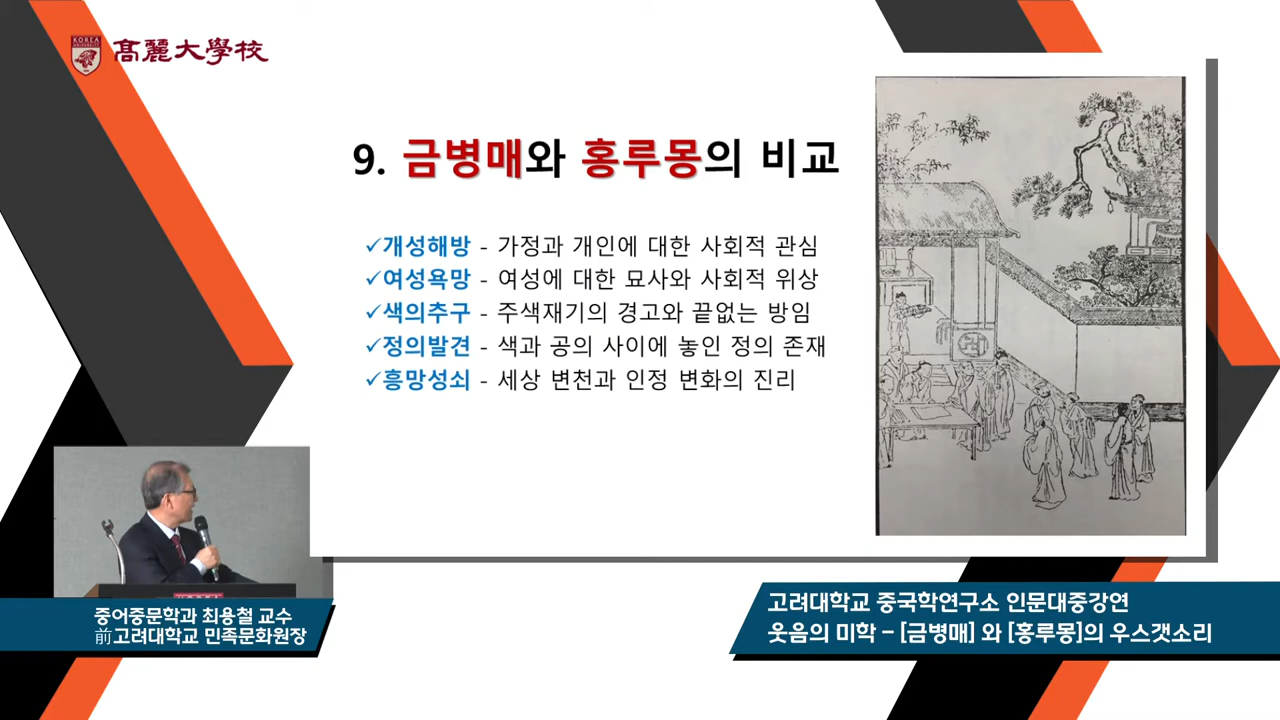 KOREA
UNIVERSITY
高麗大學校
9. 금병매와 홍루몽의 비교
✓개성해방 - 가정과 개인에 대한 사회적 관심
✓여성욕망 - 여성에 대한 묘사와 사회적 위상
✓색의추구 - 주색재기의 경고와 끝없는 방임
✓정의발견 - 색과 공의 사이에 놓인 정의 존재
✓흥망성쇠 - 세상 변천과 인정 변화의 진리
중어중문학과 최용철 교수
前고려대학교 민족문화원장
고려대학교 중국학연구소 인문대중강연
웃음의 미학 – [금병매] 와 [홍루몽]의 우스갯소리